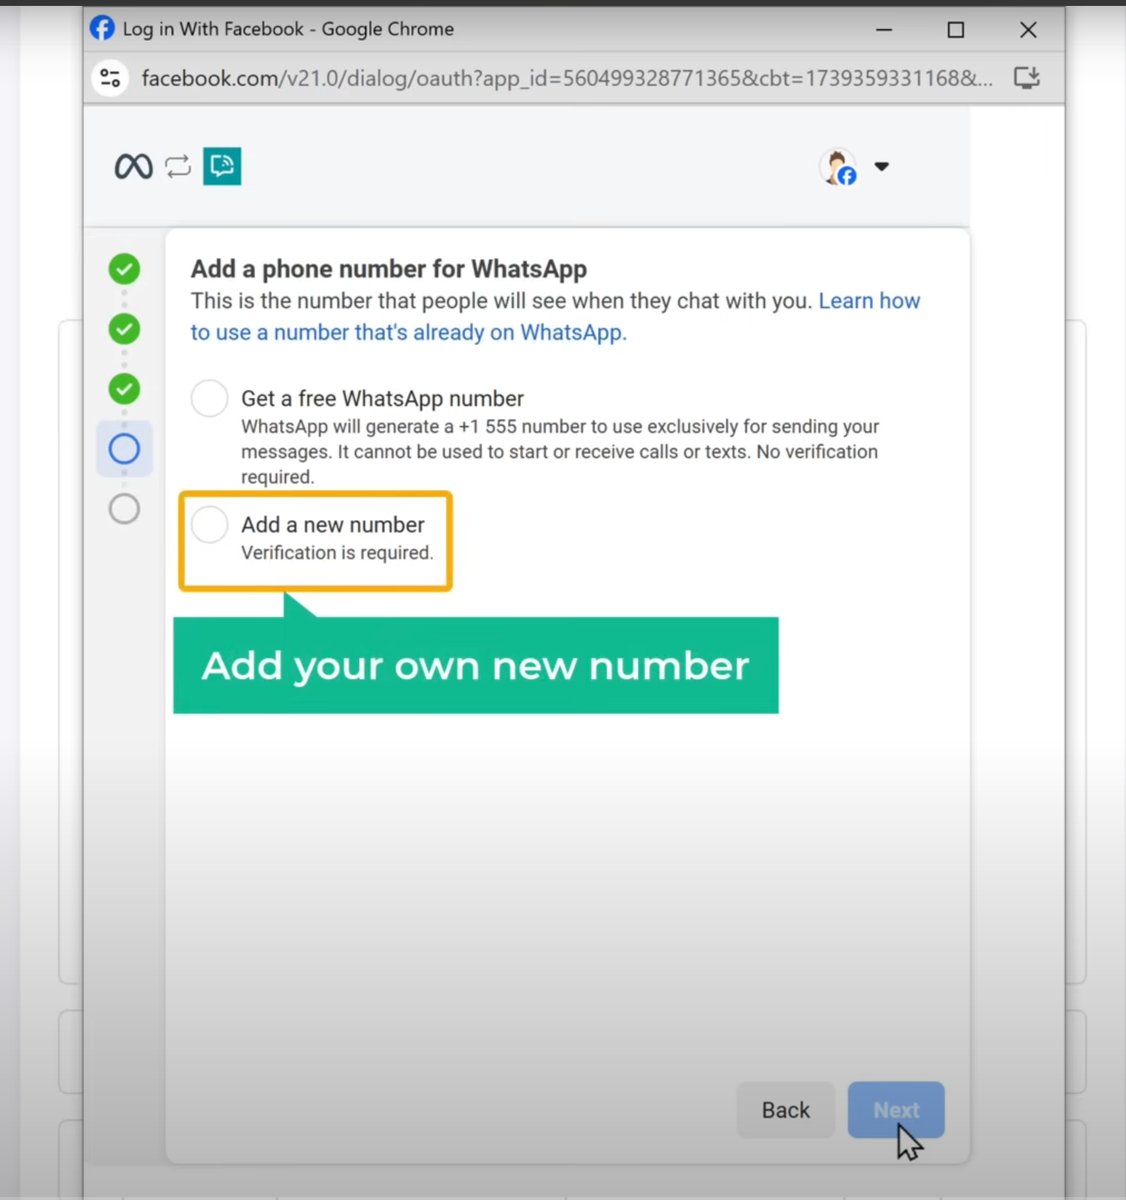 Log in With Facebook - Google Chrome
facebook.com/v21.0/dialog/oauth?app_id=560499328771365&cbt=1739359331168&...
Add a phone number for WhatsApp
This is the number that people will see when they chat with you. Learn how
to use a number that's already on WhatsApp.
Get a free WhatsApp number
WhatsApp will generate a +1 555 number to use exclusively for sending your
messages. It cannot be used to start or receive calls or texts. No verification
required.
Add a new number
Verification is required.
Add your own new number
Back
Next